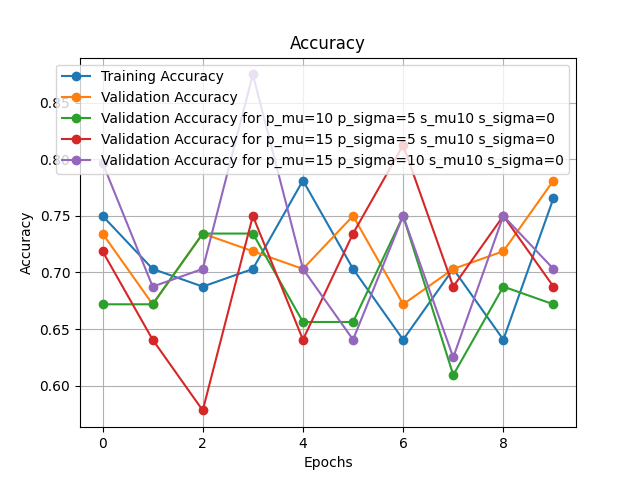 Accuracy
Training Accuracy
Validation Accuracy
Validation Accuracy for p_mu=10 p_sigma=5 s_mu10 s_sigma=0
Validation Accuracy for p_mu=15 p_sigma=5 s_mu10 s_sigma=0
Validation Accuracy for p_mu=15 p_sigma=10 s_mu10 s_sigma=0
0.85
0.80
0.75
0.70
0.65
0.60
Accuracy
0 2 4 6 8
Epochs